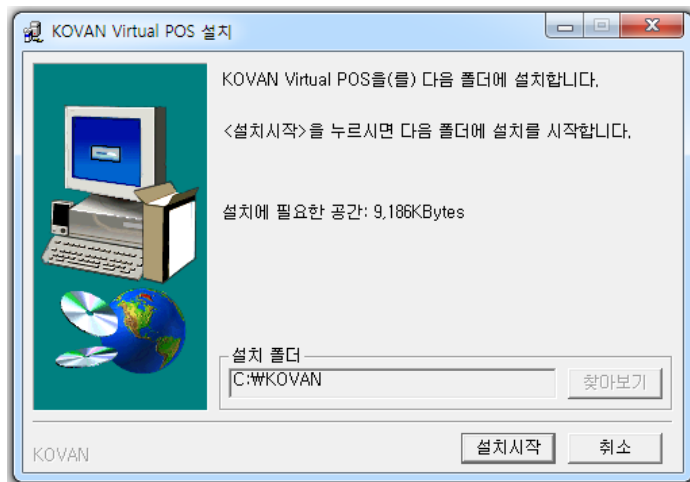 KOVAN Virtual POS 설치
KOVAN Virtual POS을(를) 다음 폴더에 설치합니다.
<설치시작>을 누르시면 다음 폴더에 설치를 시작합니다.
설치에 필요한 공간: 9,186KBytes
설치 폴더
C:₩KOVAN
찾아보기
KOVAN
설치시작
취소